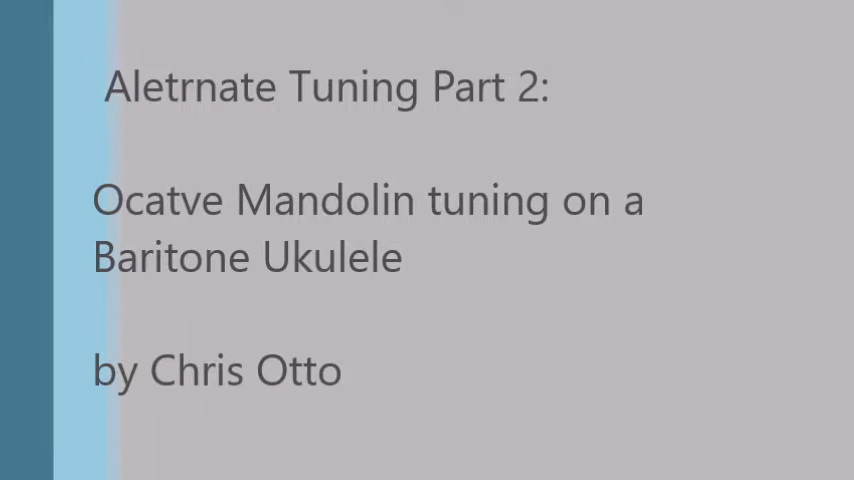 Aletrnate Tuning Part 2:
Ocatve Mandolin tuning on a
Baritone Ukulele
by Chris Otto